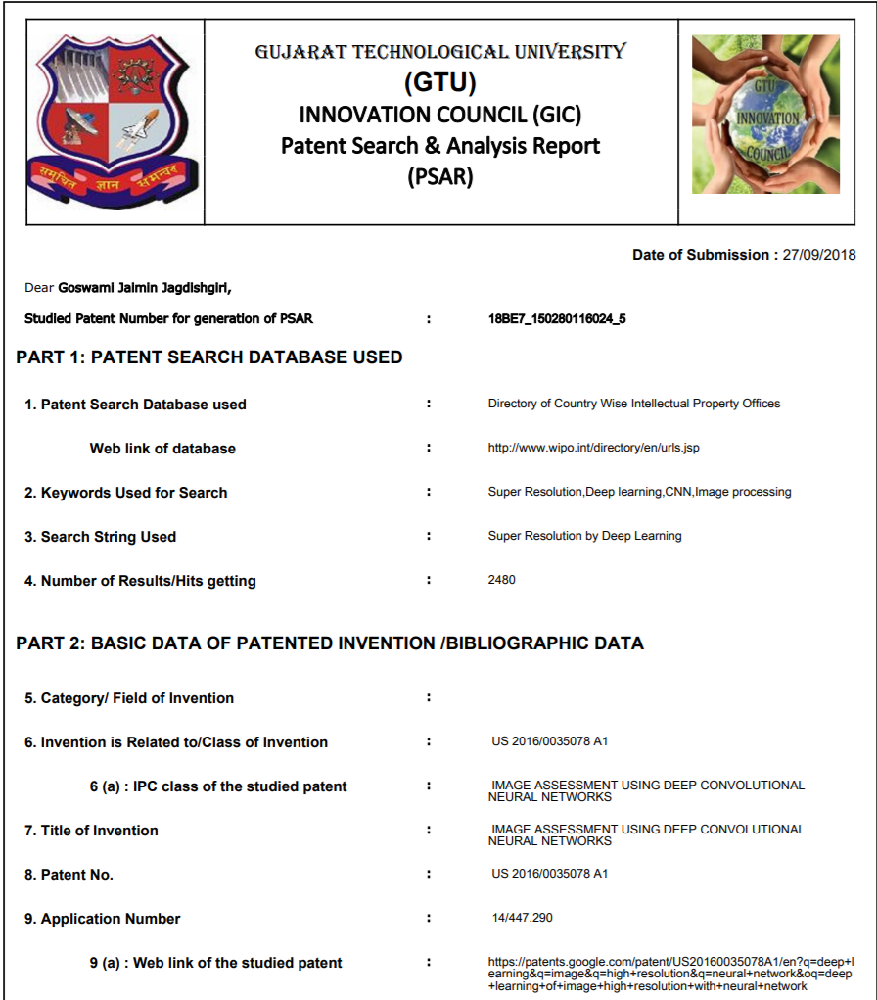 GUJARAT TECHNOLOGICAL UNIVERSITY
(GTU)
INNOVATION COUNCIL (GIC)
Patent Search & Analysis Report
(PSAR)
समुचित ज्ञान समन्वय
GTU
INNOVATION
COUNCIL
Date of Submission : 27/09/2018
Dear Goswami Jaimin Jagdishgiri,
Studied Patent Number for generation of PSAR : 18BE7_150280116024_5
PART 1: PATENT SEARCH DATABASE USED
1. Patent Search Database used : Directory of Country Wise Intellectual Property Offices
Web link of database : http://www.wipo.int/directory/en/urls.jsp
2. Keywords Used for Search : Super Resolution,Deep learning,CNN,Image processing
3. Search String Used : Super Resolution by Deep Learning
4. Number of Results/Hits getting : 2480
PART 2: BASIC DATA OF PATENTED INVENTION /BIBLIOGRAPHIC DATA
5. Category/ Field of Invention :
6. Invention is Related to/Class of Invention : US 2016/0035078 A1
6 (a) : IPC class of the studied patent : IMAGE ASSESSMENT USING DEEP CONVOLUTIONAL
NEURAL NETWORKS
7. Title of Invention : IMAGE ASSESSMENT USING DEEP CONVOLUTIONAL
NEURAL NETWORKS
8. Patent No. : US 2016/0035078 A1
9. Application Number : 14/447.290
9 (a) : Web link of the studied patent : https://patents.google.com/patent/US20160035078A1/en?q=deep+l
earning&q=image&q=high+resolution&q=neural+network&oq=deep
+learning+of+image+high+resolution+with+neural+network